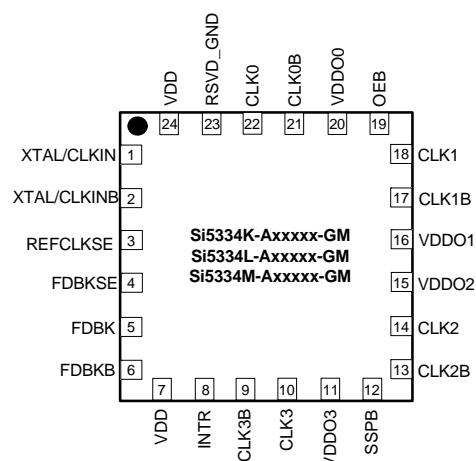 VDD
RSVD_GND
CLK0
CLK0B
VDDO0
OEB
24
23
22
21
20
19
XTAL/CLKIN 1
XTAL/CLKINB 2
REFCLKSE 3
FDBKSE 4
FDBK 5
FDBKB 6
Si5334K-Axxxxx-GM
Si5334L-Axxxxx-GM
Si5334M-Axxxxx-GM
18 CLK1
17 CLK1B
16 VDDO1
15 VDDO2
14 CLK2
13 CLK2B
7
8
9
10
11
12
VDD
INTR
CLK3B
CLK3
VDDO3
SSPB